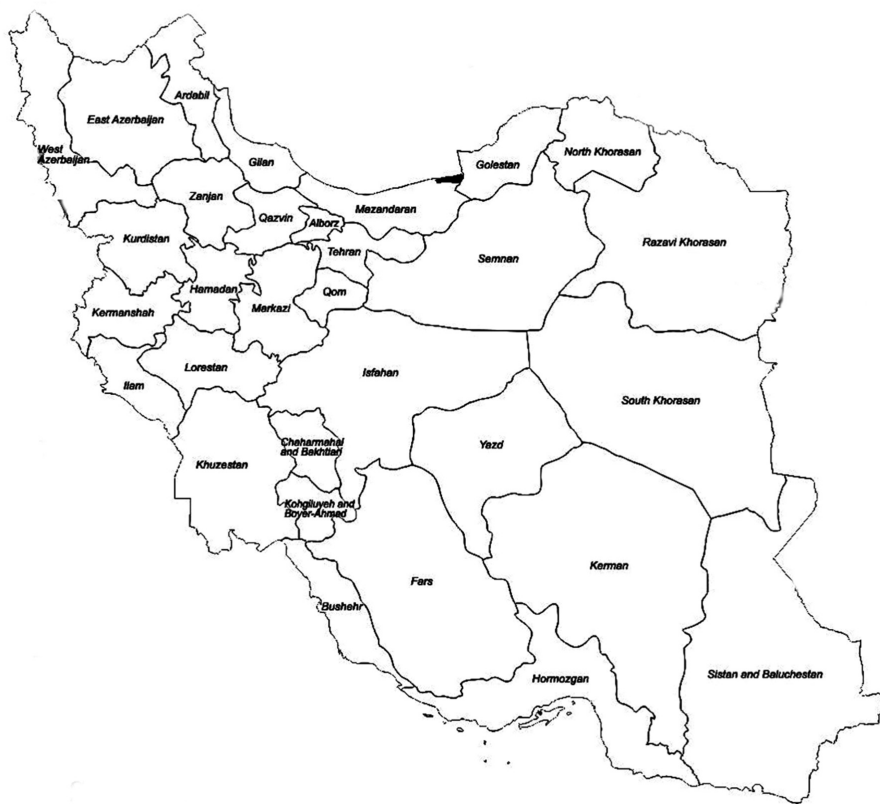 Ardabil
East Azerbaijan
West
Azerbaijan
Gilan
Golestan
North Khorasan
Zanjan
Mazandaran
Qazvin
Alborz
Kurdistan
Tehran
Semnan
Razavi Khorasan
Hamadan
Qom
Markazi
Kermanshah
Lorestan
Isfahan
Ilam
South Khorasan
Chaharmahal
and Bakhtiari
Yazd
Khuzestan
Kohgiluyeh and
Boyer-Ahmad
Kerman
Fars
Bushehr
Hormozgan
Sistan and Baluchestan